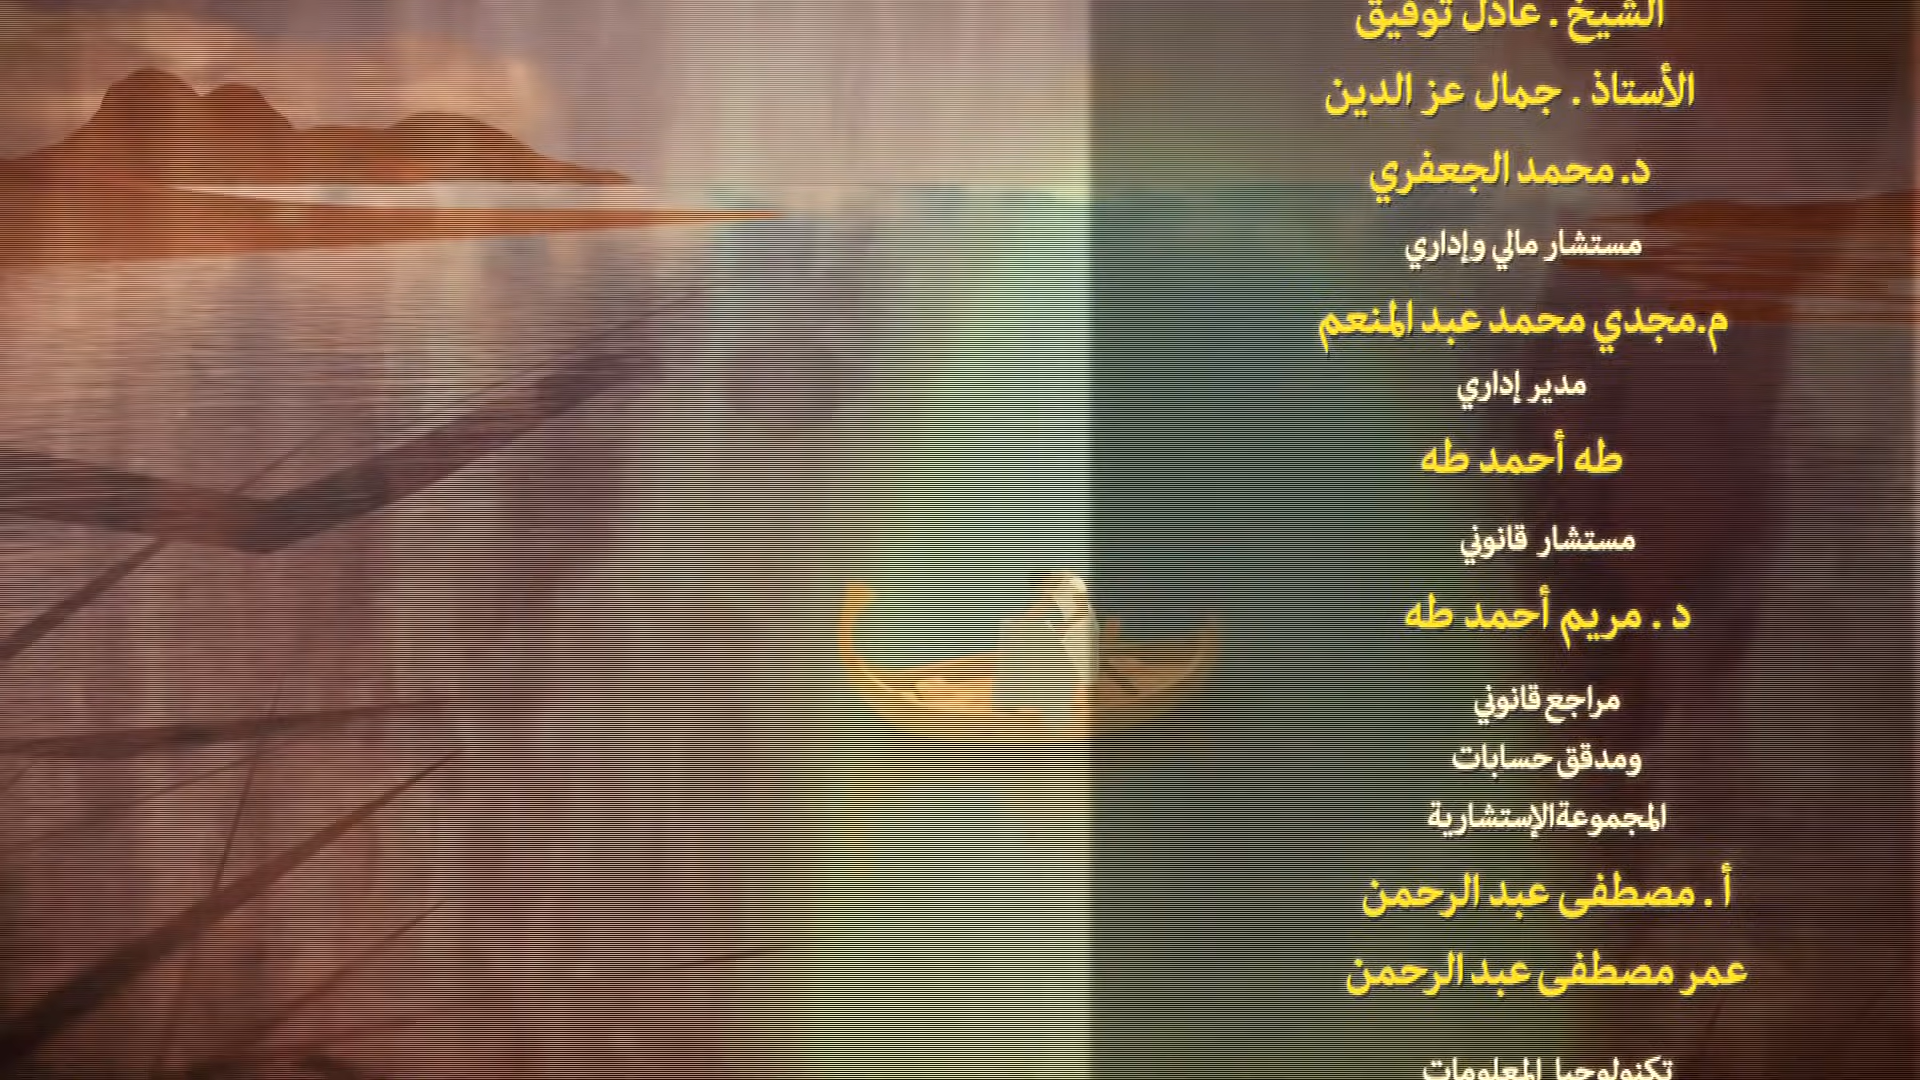 الشيخ . عادل توفيق
الأستاذ . جمال عز الدين
د. محمد الجعفري
مستشار مالي وإداري
م.مجدي محمد عبد المنعم
مدير إداري
طه أحمد طه
مستشار قانوني
د . مريم أحمد طه
مراجع قانوني
ومدقق حسابات
المجموعة الإستشارية
أ . مصطفى عبد الرحمن
عمر مصطفى عبد الرحمن
تكنولوجيا المعلومات